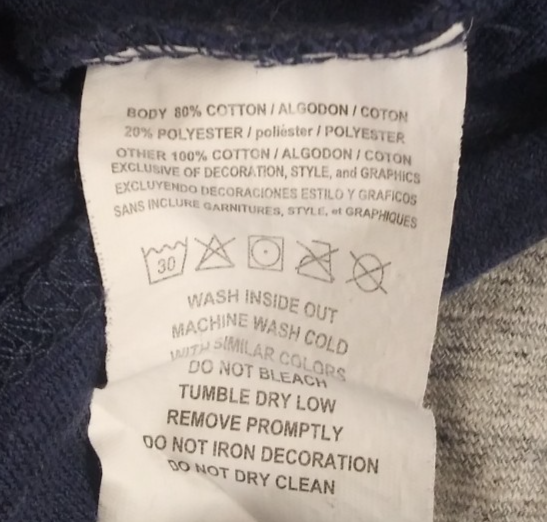 BODY 80% COTTON / ALGODON / COTON
20% POLYESTER / poliéster / POLYESTER
OTHER 100% COTTON / ALGODON / COTON
EXCLUSIVE OF DECORATION, STYLE, and GRAPHICS
EXCLUYENDO DECORACIONES ESTILO Y GRAFICOS
SANS INCLURE GARNITURES, STYLE, et GRAPHIQUES
30
WASH INSIDE OUT
MACHINE WASH COLD
WITH SIMILAR COLORS
DO NOT BLEACH
TUMBLE DRY LOW
REMOVE PROMPTLY
DO NOT IRON DECORATION
DO NOT DRY CLEAN